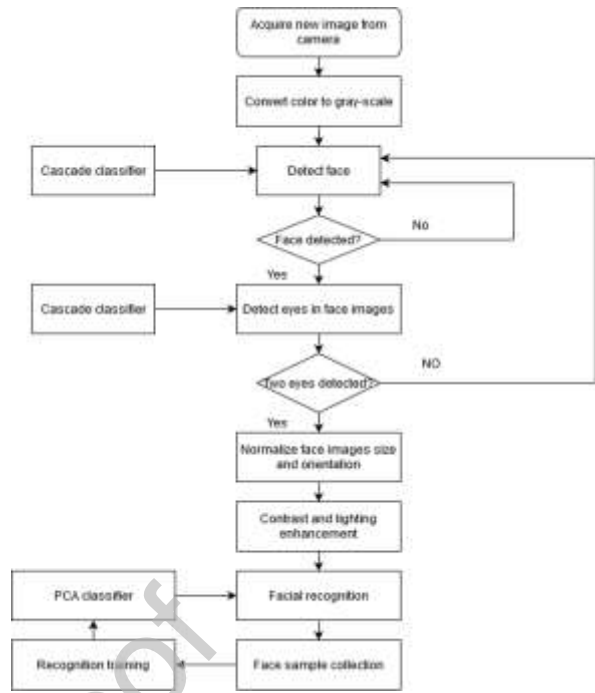 Acquire new image from
camera
Convert color to gray-scale
Cascade classifier
Detect face
No
Face detected?
Yes
Cascade classifier
Detect eyes in face images
NO
Two eyes detected?
Yes
Normalize face images size
and orientation
Contrast and lighting
enhancement
PCA classifier
Facial recognition
Recognition training
Face sample collection
of